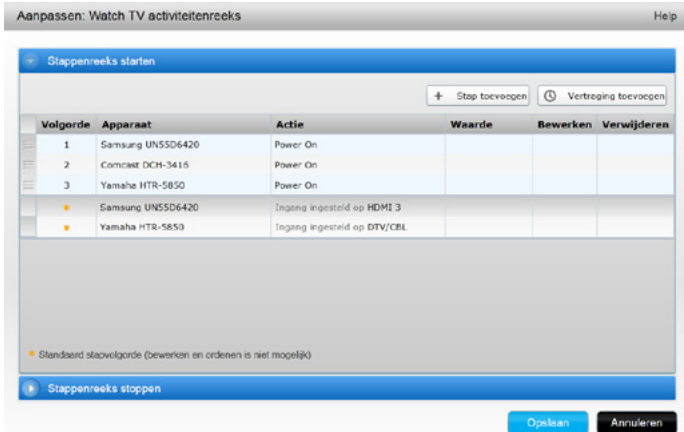 Aanpassen: Watch TV activiteitenreeks Help
Stappenreeks starten
+ Stap toevoegen Vertraging toevoegen
Volgorde Apparaat Actie Waarde Bewerken Verwijderen
1 Samsung UN55D6420 Power On
2 Comcast DCH-3416 Power On
3 Yamaha HTR-5850 Power On
* Samsung UN55D6420 Ingang ingesteld op HDMI 3
* Yamaha HTR-5850 Ingang ingesteld op DTV/CBL
* Standaard stapvolgorde (bewerken en ordenen is niet mogelijk)
Stappenreeks stoppen
Opslaan Annuleren